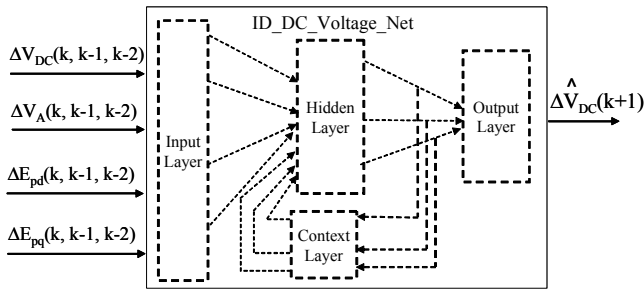 ID_DC_Voltage_Net
ΔV_DC(k, k-1, k-2)
ΔV_A(k, k-1, k-2)
ΔE_pd(k, k-1, k-2)
ΔE_pq(k, k-1, k-2)
Input
Layer
Hidden
Layer
Context
Layer
Output
Layer
ΔV̂_DC(k+1)